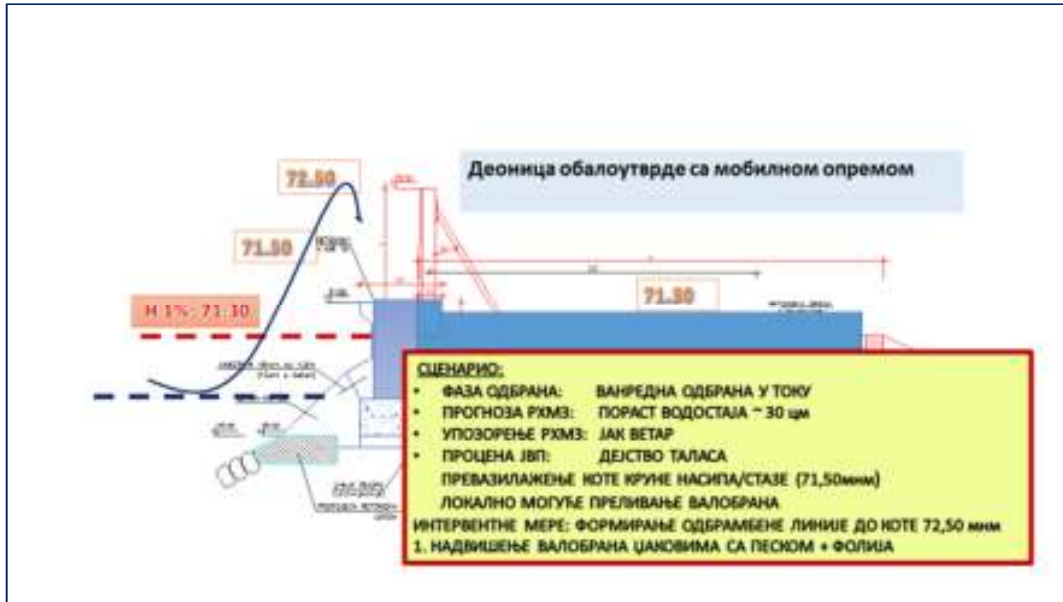 Деоница обалоутврде са мобилном опремом
72.50
71.50
71.50
H 1%: 71.30
СЦЕНАРИО:
• ФАЗА ОДБРАНА: ВАНРЕДНА ОДБРАНА У ТОКУ
• ПРОГНОЗА РХМЗ: ПОРАСТ ВОДОСТАЈА ~ 30 цм
• УПОЗОРЕЊЕ РХМЗ: ЈАК ВЕТАР
• ПРОЦЕНА ЈВП: ДЕЈСТВО ТАЛАСА
ПРЕВАЗИЛАЖЕЊЕ КОТЕ КРУНЕ НАСИПА/СТАЗЕ (71,50мнм)
ЛОКАЛНО МОГУЋЕ ПРЕЛИВАЊЕ ВАЛОБРАНА
ИНТЕРВЕНТНЕ МЕРЕ: ФОРМИРАЊЕ ОДБРАМБЕНЕ ЛИНИЈЕ ДО КОТЕ 72,50 мнм
1. НАДВИШЕЊЕ ВАЛОБРАНА ЏАКОВИМА СА ПЕСКОМ + ФОЛИЈА